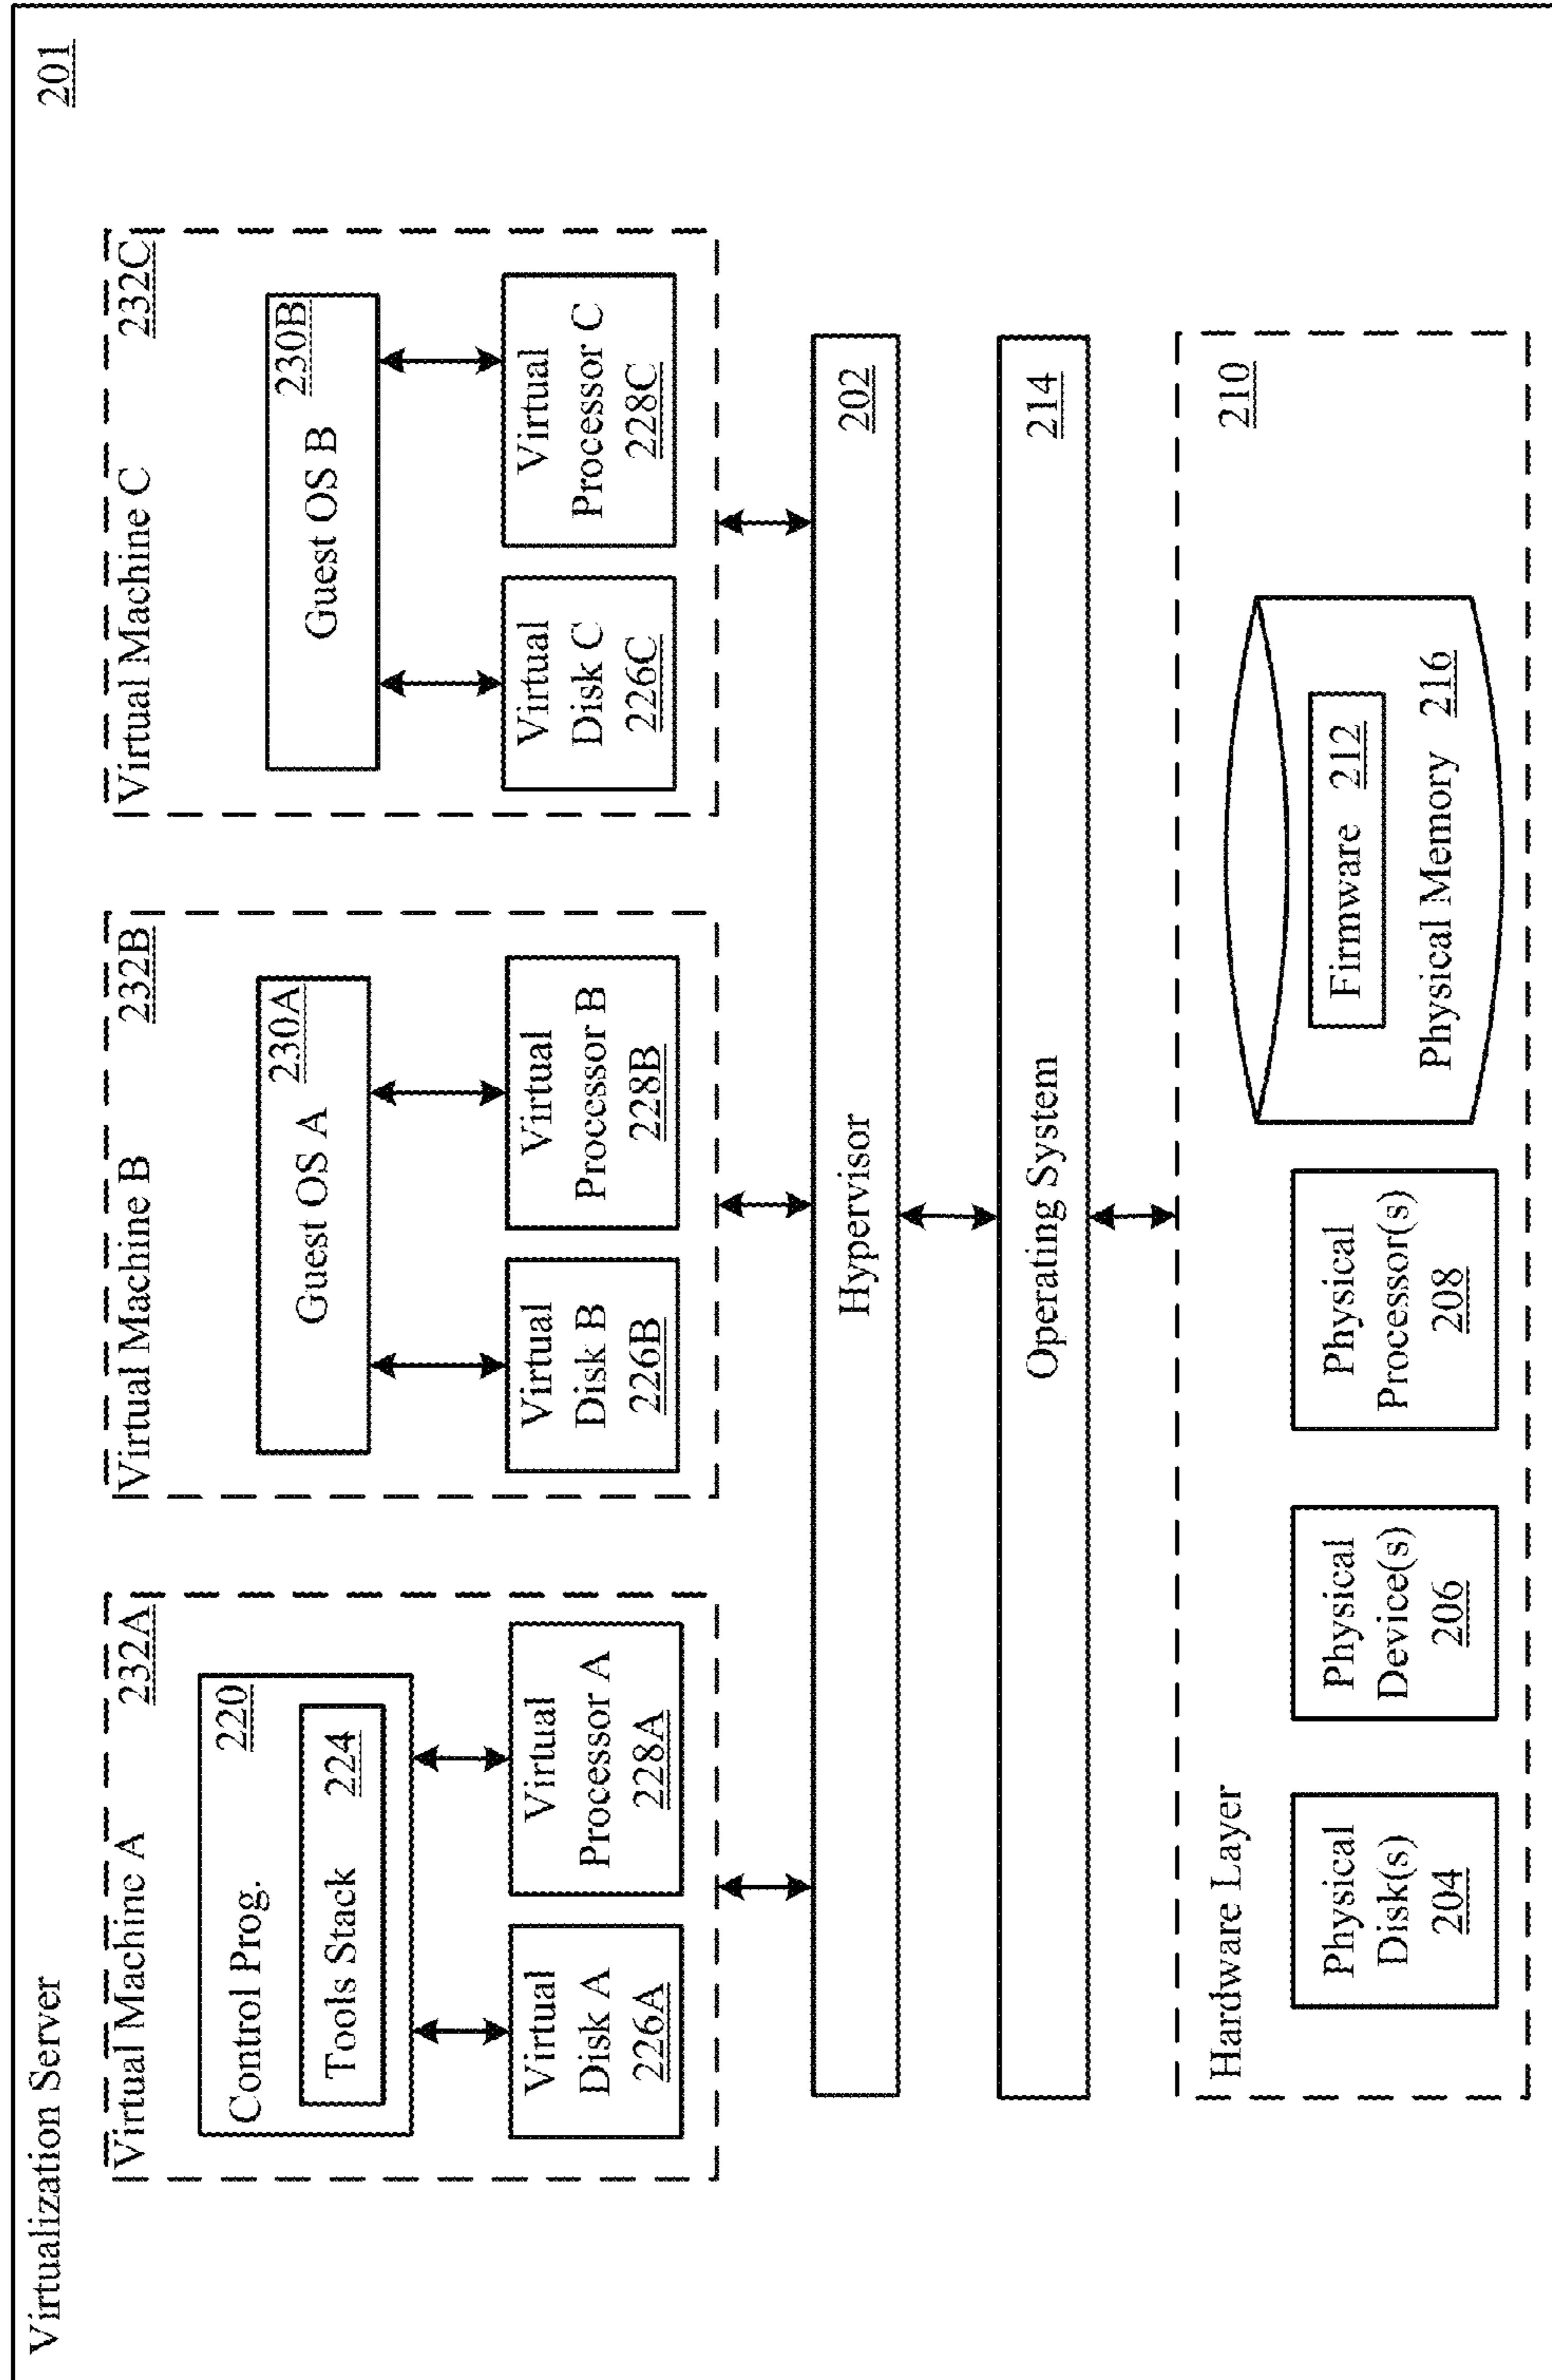 Virtualization Server
201
Virtual Machine A
232A
Control Prog.
220
Tools Stack
224
Virtual
Disk A
226A
Virtual
Processor A
228A
Virtual Machine B
232B
230A
Guest OS A
Virtual
Disk B
226B
Virtual
Processor B
228B
Virtual Machine C
232C
230B
Guest OS B
Virtual
Disk C
226C
Virtual
Processor C
228C
Hypervisor
202
Operating System
214
Hardware Layer
210
Physical
Disk(s)
204
Physical
Device(s)
206
Physical
Processor(s)
208
Firmware 212
Physical Memory 216